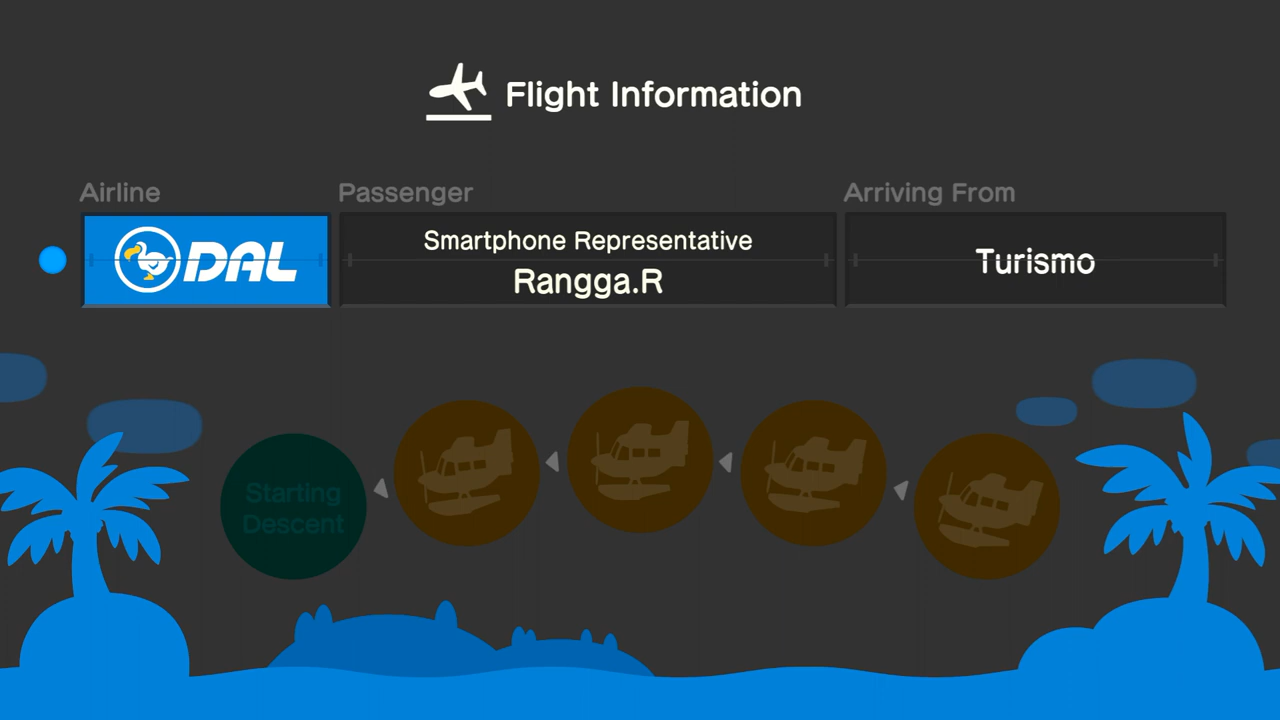 Flight Information
Airline
Passenger
Arriving From
DAL
Smartphone Representative
Rangga.R
Turismo
Starting
Descent